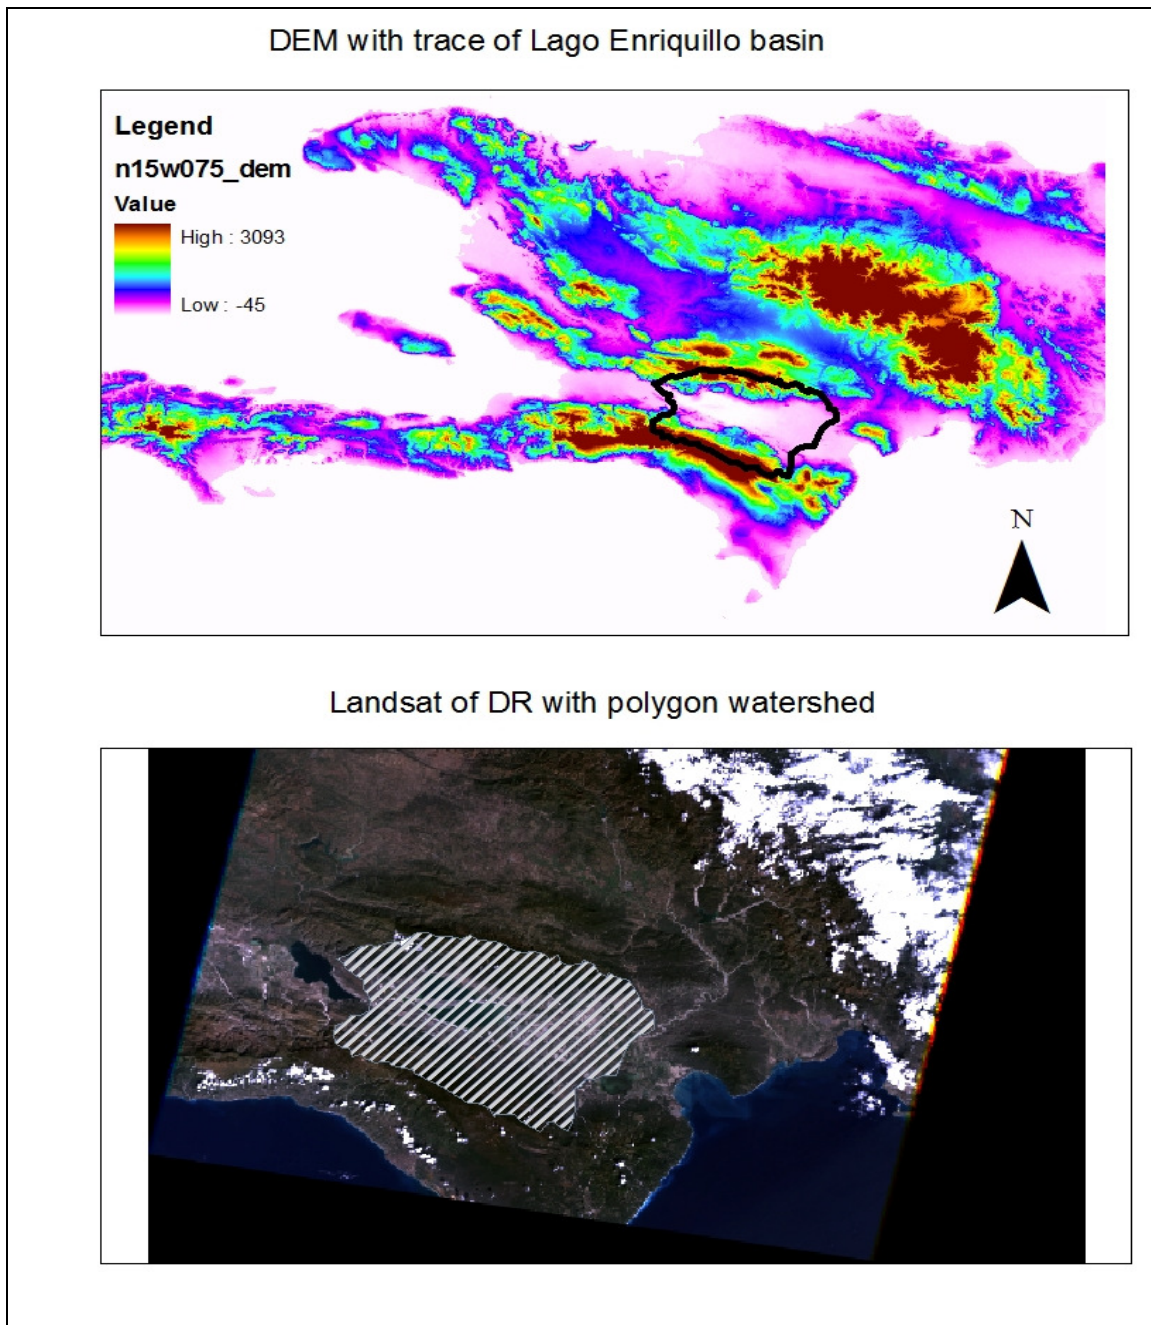 DEM with trace of Lago Enriquillo basin
Legend
n15w075_dem
Value
High : 3093
Low : -45
N
Landsat of DR with polygon watershed